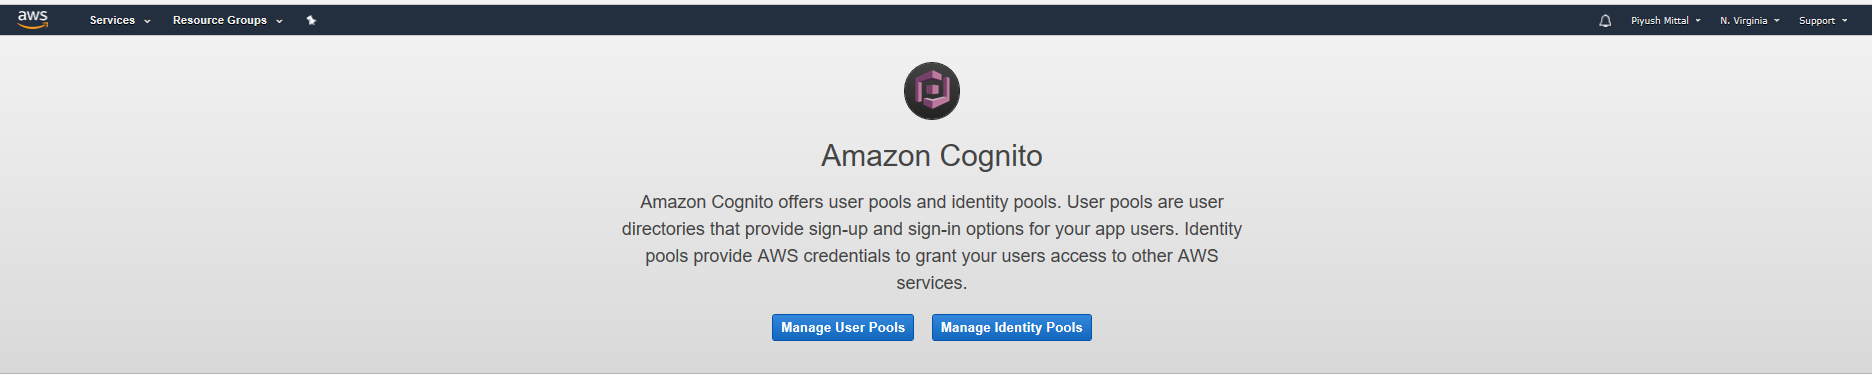 aws Services Resource Groups Piyush Mittal N. Virginia Support
Amazon Cognito
Amazon Cognito offers user pools and identity pools. User pools are user
directories that provide sign-up and sign-in options for your app users. Identity
pools provide AWS credentials to grant your users access to other AWS
services.
Manage User Pools Manage Identity Pools